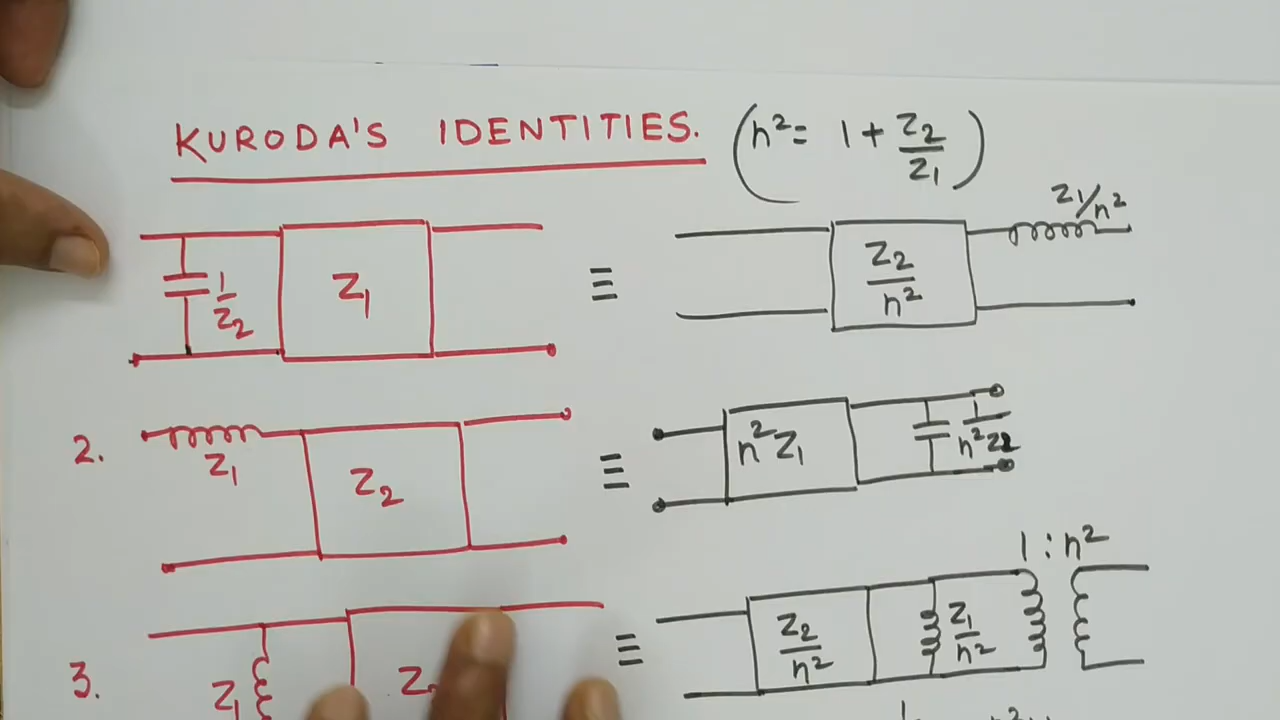 KURODA'S IDENTITIES. (n² = 1 + Z₂/Z₁)
1/Z₂ Z₁ ≡ Z₂/n² Z₁/n²
2. Z₁ Z₂ ≡ n²Z₁ 1/n²Z₂
1 : n²
3. Z₁ ≡ Z₂/n² Z₁/n²